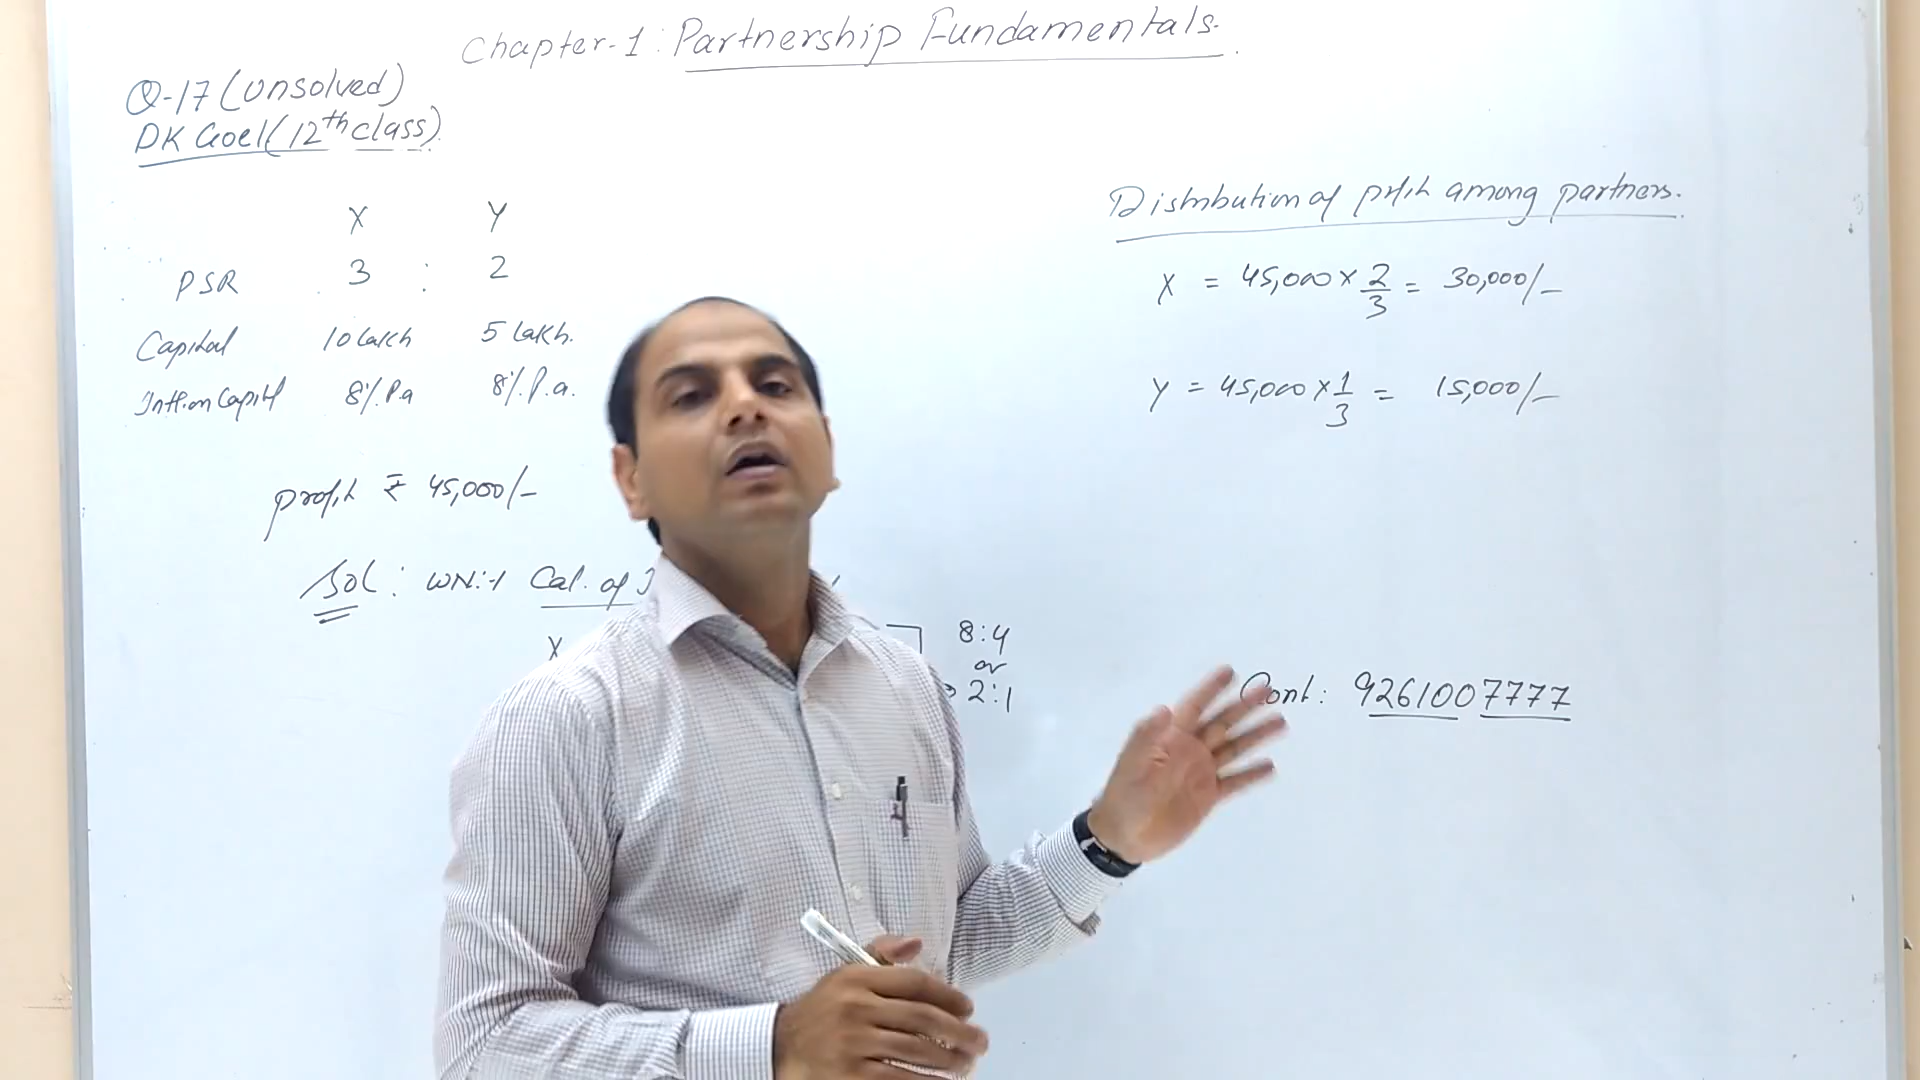 Chapter-1: Partnership Fundamentals.
Q-17 (Unsolved)
DK Goel (12th class)
X Y
PSR 3 : 2
Capital 10 Lakh 5 Lakh.
Intt. on Capital 8% P.a 8% P.a.
Profit ₹ 45,000/-
Sol: WN:-1 Cal. of
X
8:4
or
2:1
Distribution of profit among partners.
X = 45,000 × 2/3 = 30,000/-
Y = 45,000 × 1/3 = 15,000/-
Cont: 9261007777